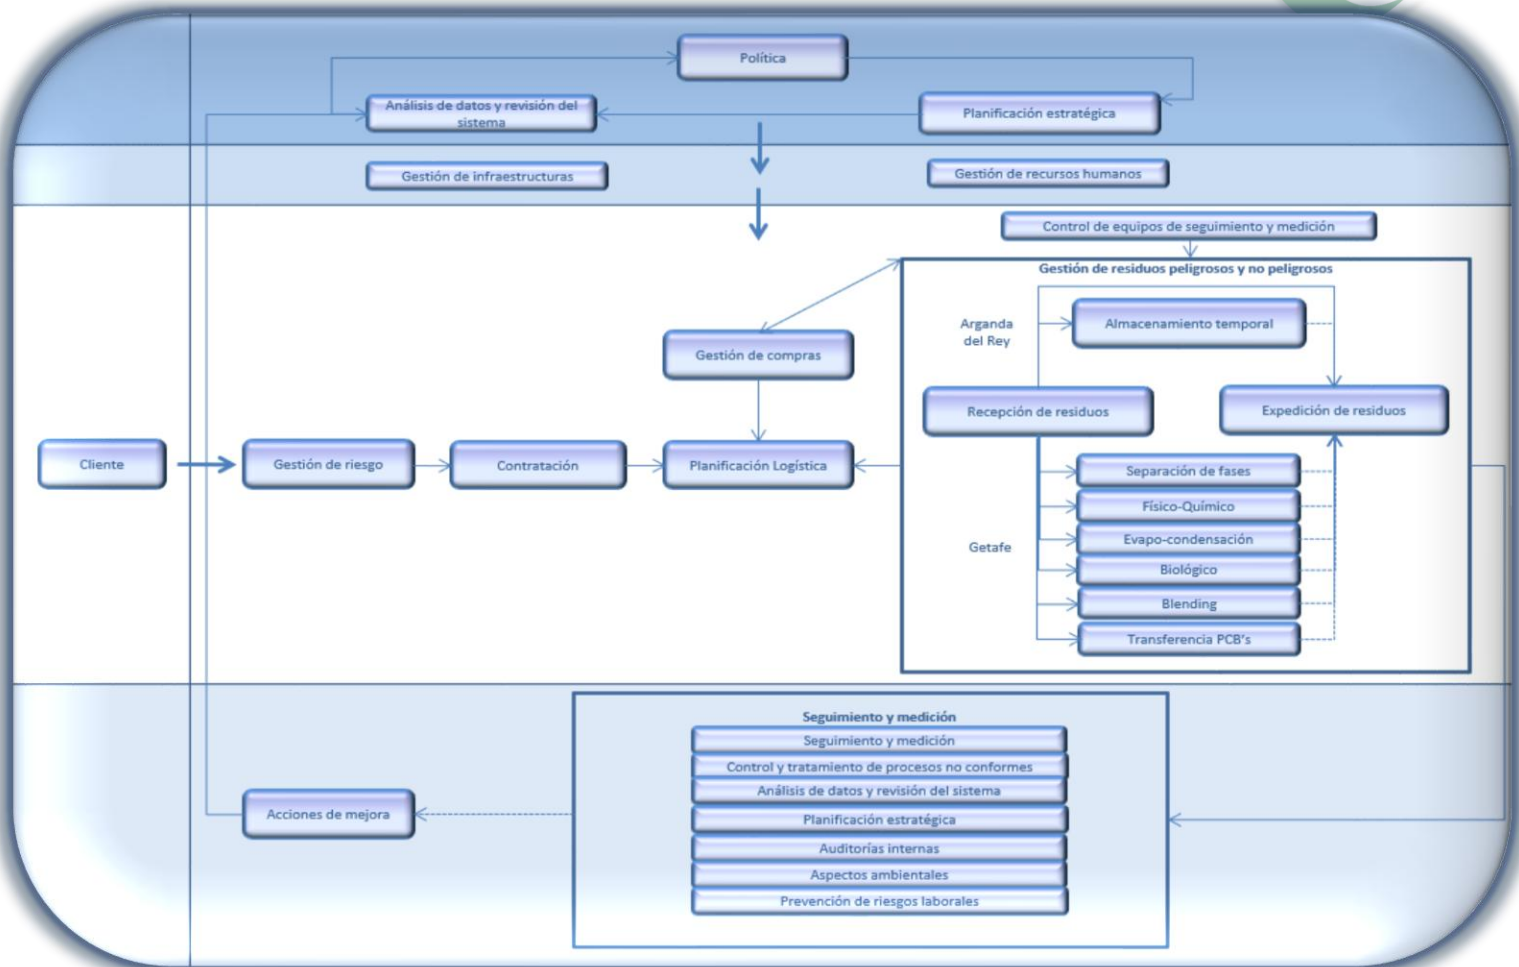 Política
Análisis de datos y revisión del
sistema
Planificación estratégica
Gestión de infraestructuras
Gestión de recursos humanos
Control de equipos de seguimiento y medición
Gestión de residuos peligrosos y no peligrosos
Arganda
del Rey
Almacenamiento temporal
Gestión de compras
Recepción de residuos
Expedición de residuos
Cliente
Gestión de riesgo
Contratación
Planificación Logística
Separación de fases
Físico-Químico
Evapo-condensación
Getafe
Biológico
Blending
Transferencia PCB's
Seguimiento y medición
Seguimiento y medición
Control y tratamiento de procesos no conformes
Análisis de datos y revisión del sistema
Planificación estratégica
Auditorías internas
Aspectos ambientales
Prevención de riesgos laborales
Acciones de mejora